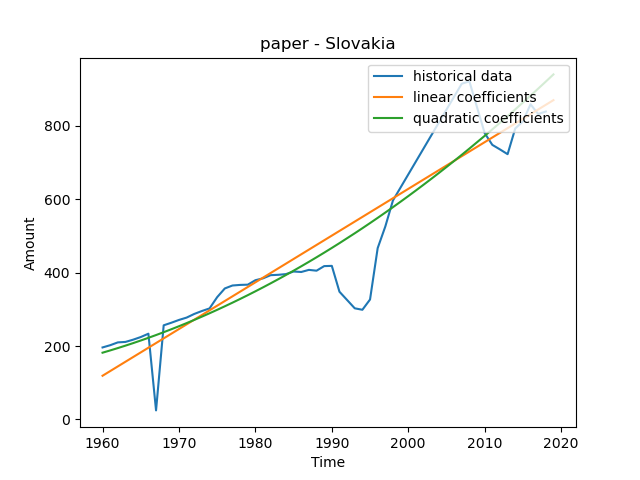 paper - Slovakia
historical data
linear coefficients
quadratic coefficients
Amount
800
600
400
200
0
1960 1970 1980 1990 2000 2010 2020
Time